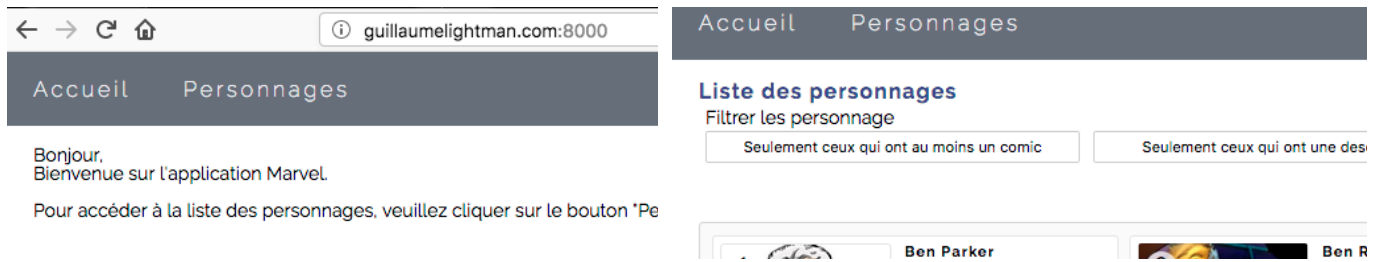 guillaumelightman.com:8000
Accueil Personnages
Bonjour,
Bienvenue sur l'application Marvel.
Pour accéder à la liste des personnages, veuillez cliquer sur le bouton "Pe
Accueil Personnages
Liste des personnages
Filtrer les personnage
Seulement ceux qui ont au moins un comic
Seulement ceux qui ont une des
Ben Parker
Ben R